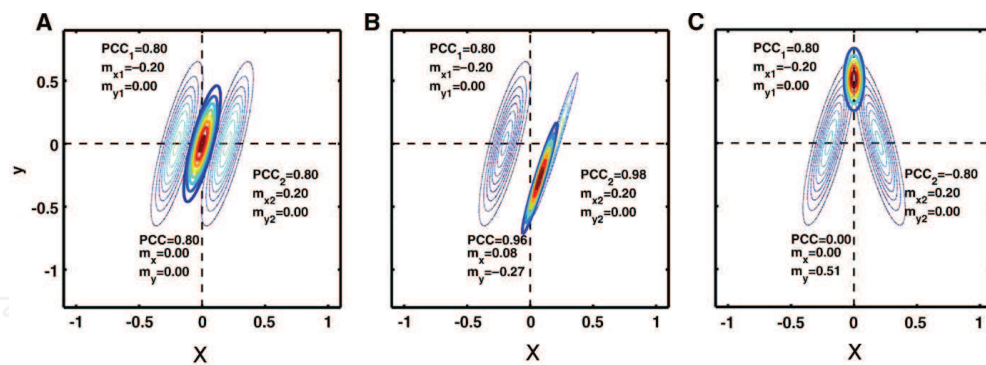 A
PCC1=0.80
mx1=−0.20
my1=0.00
PCC2=0.80
mx2=0.20
my2=0.00
PCC=0.80
mx=0.00
my=0.00
0.5
0
-0.5
-1
y
-1 -0.5 0 0.5 1
X
B
PCC1=0.80
mx1=−0.20
my1=0.00
PCC2=0.98
mx2=0.20
my2=0.00
PCC=0.96
mx=0.08
my=−0.27
-1 -0.5 0 0.5 1
X
C
PCC1=0.80
mx1=−0.20
my1=0.00
PCC2=−0.80
mx2=0.20
my2=0.00
PCC=0.00
mx=0.00
my=0.51
-1 -0.5 0 0.5 1
X